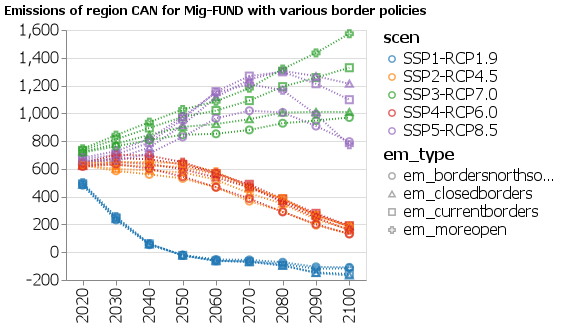 Emissions of region CAN for Mig-FUND with various border policies
1,600
1,400
1,200
1,000
800
600
400
200
0
-200
2020
2030
2040
2050
2060
2070
2080
2090
2100
scen
SSP1-RCP1.9
SSP2-RCP4.5
SSP3-RCP7.0
SSP4-RCP6.0
SSP5-RCP8.5
em_type
em_bordersnorthso...
em_closedborders
em_currentborders
em_moreopen